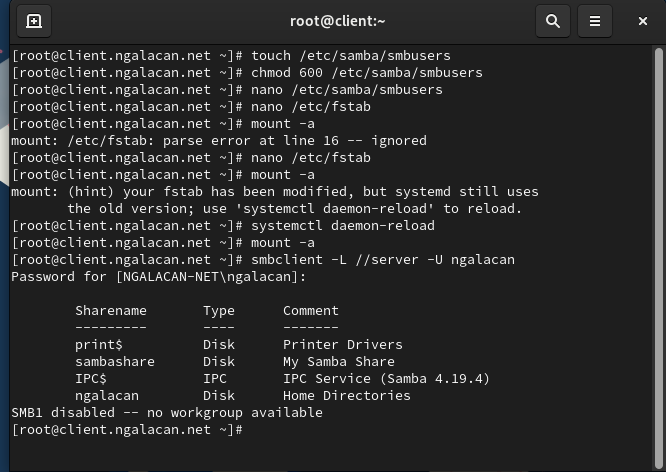 root@client:~
[root@client.ngalacan.net ~]# touch /etc/samba/smbusers
[root@client.ngalacan.net ~]# chmod 600 /etc/samba/smbusers
[root@client.ngalacan.net ~]# nano /etc/samba/smbusers
[root@client.ngalacan.net ~]# nano /etc/fstab
[root@client.ngalacan.net ~]# mount -a
mount: /etc/fstab: parse error at line 16 -- ignored
[root@client.ngalacan.net ~]# nano /etc/fstab
[root@client.ngalacan.net ~]# mount -a
mount: (hint) your fstab has been modified, but systemd still uses
       the old version; use 'systemctl daemon-reload' to reload.
[root@client.ngalacan.net ~]# systemctl daemon-reload
[root@client.ngalacan.net ~]# mount -a
[root@client.ngalacan.net ~]# smbclient -L //server -U ngalacan
Password for [NGALACAN-NET\ngalacan]:

        Sharename       Type      Comment
        ---------       ----      -------
        print$          Disk      Printer Drivers
        sambashare      Disk      My Samba Share
        IPC$            IPC       IPC Service (Samba 4.19.4)
        ngalacan        Disk      Home Directories
SMB1 disabled -- no workgroup available
[root@client.ngalacan.net ~]#